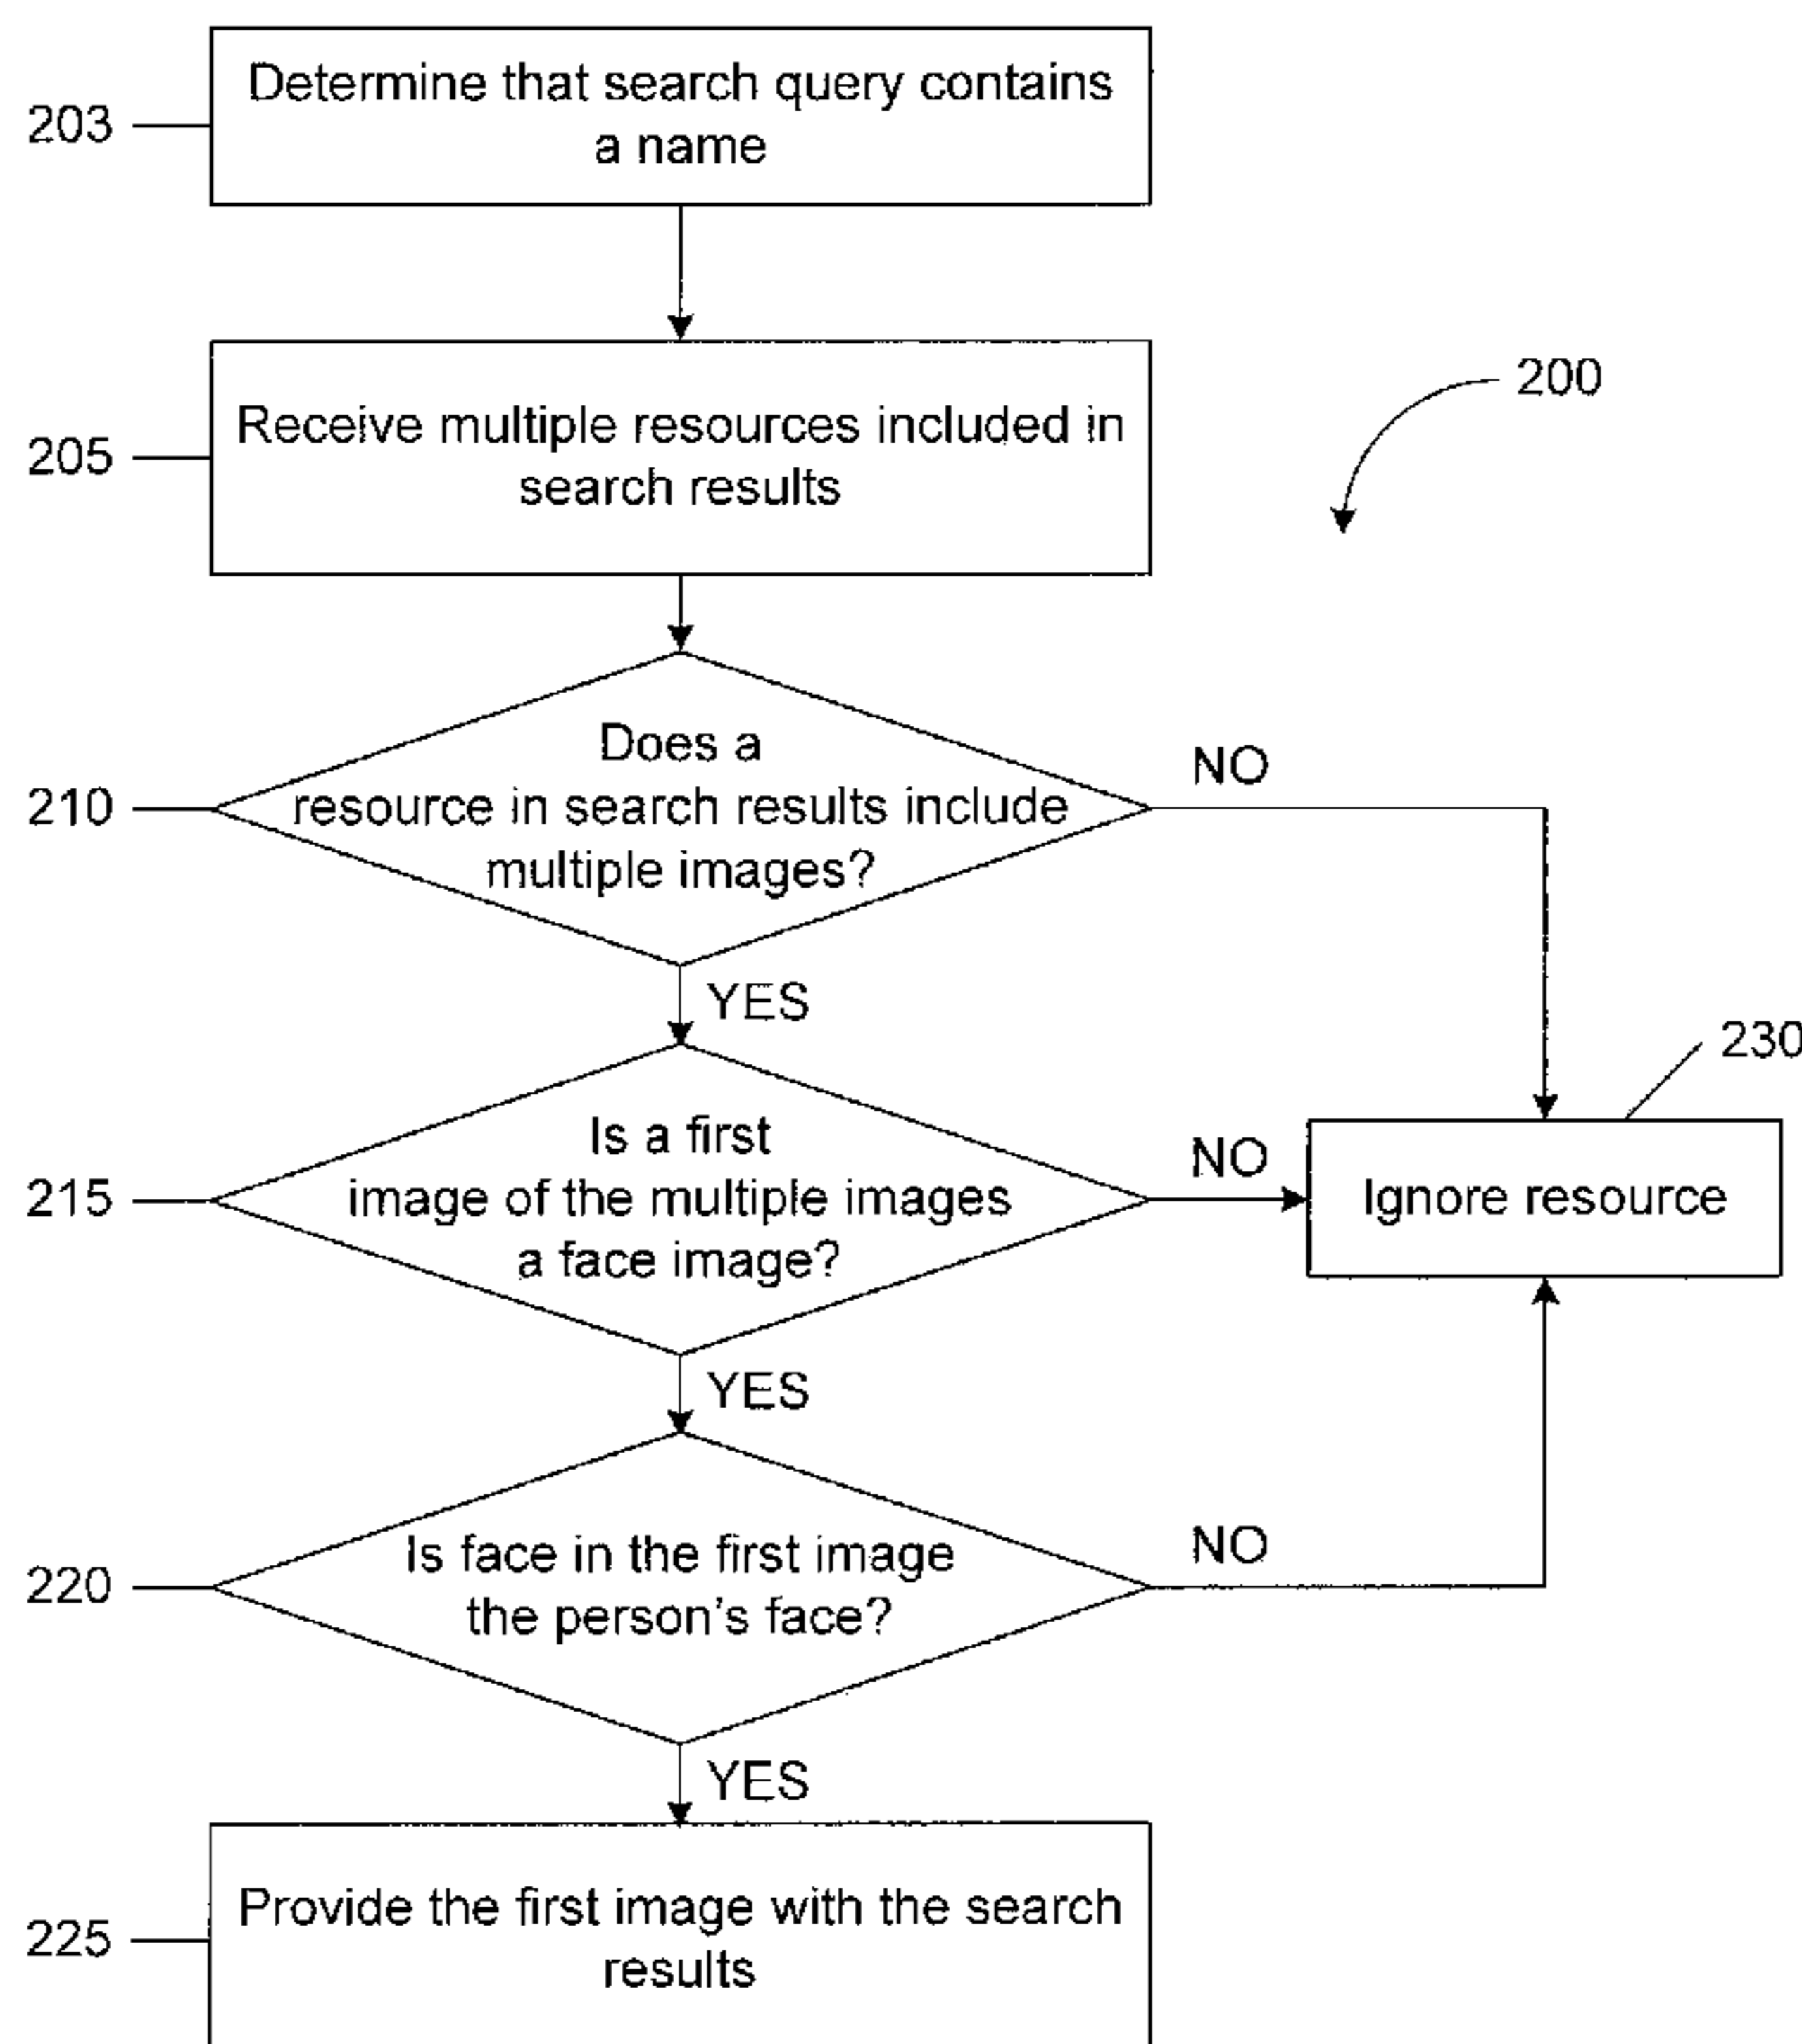 203
Determine that search query contains
a name
205
Receive multiple resources included in
search results
200
210
Does a
resource in search results include
multiple images?
NO
YES
230
215
Is a first
image of the multiple images
a face image?
NO
Ignore resource
YES
220
Is face in the first image
the person's face?
NO
YES
225
Provide the first image with the search
results